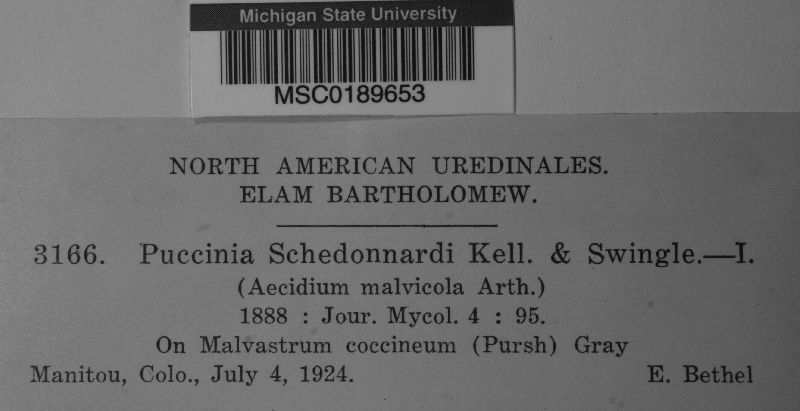 Michigan State University
MSC0189653
NORTH AMERICAN UREDINALES.
ELAM BARTHOLOMEW.
3166. Puccinia Schedonnardi Kell. & Swingle.—I.
(Aecidium malvicola Arth.)
1888 : Jour. Mycol. 4 : 95.
On Malvastrum coccineum (Pursh) Gray
Manitou, Colo., July 4, 1924. E. Bethel